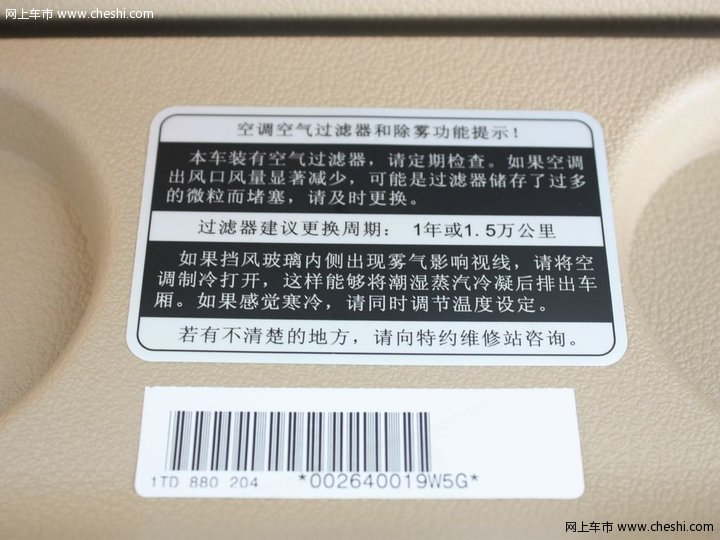 网上车市 www.cheshi.com
空调空气过滤器和除雾功能提示!
本车装有空气过滤器，请定期检查。如果空调
出风口风量显著减少，可能是过滤器储存了过多
的微粒而堵塞，请及时更换。
过滤器建议更换周期： 1年或1.5万公里
如果挡风玻璃内侧出现雾气影响视线，请将空
调制冷打开，这样能够将潮湿蒸汽冷凝后排出车
厢。如果感觉寒冷，请同时调节温度设定。
若有不清楚的地方，请向特约维修站咨询。
1TD 880 204 *002640019W5G*
网上车市 www.cheshi.com